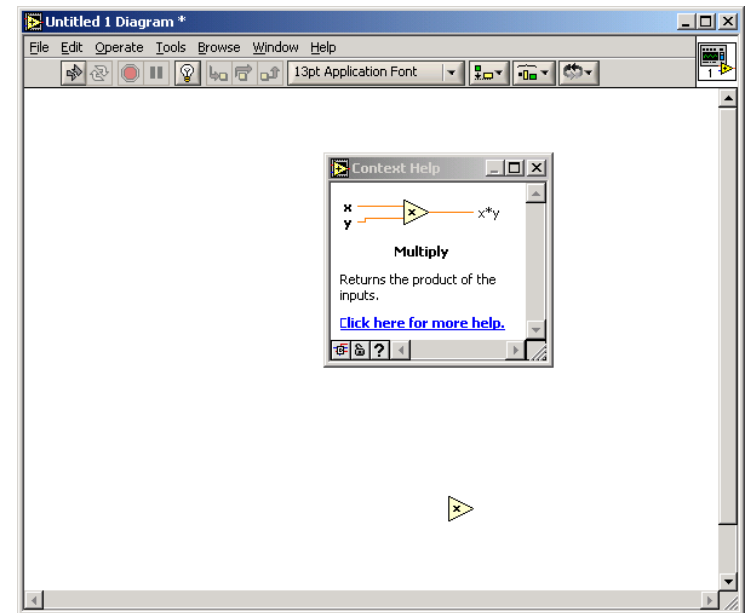 Untitled 1 Diagram *
File Edit Operate Tools Browse Window Help
13pt Application Font
1
Context Help
x
y
x
x*y
Multiply
Returns the product of the
inputs.
Click here for more help.
?
x